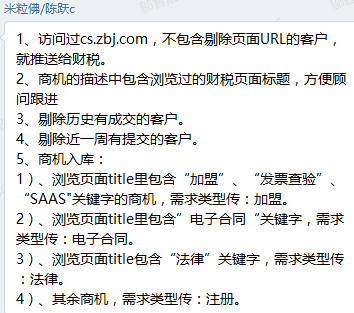 米粒佛/陈跃c
1、访问过cs.zbj.com，不包含剔除页面URL的客户，
就推送给财税。
2、商机的描述中包含浏览过的财税页面标题，方便顾
问跟进
3、剔除历史有成交的客户。
4、剔除近一周有提交的客户。
5、商机入库：
1）、浏览页面title里包含“加盟”、“发票查验”、
“SAAS"关键字的商机，需求类型传：加盟。
2）、浏览页面title里包含”电子合同“关键字，需求
类型传：电子合同。
3）、浏览页面title包含“法律”关键字，需求类型传
：法律。
4）、其余商机，需求类型传：注册。